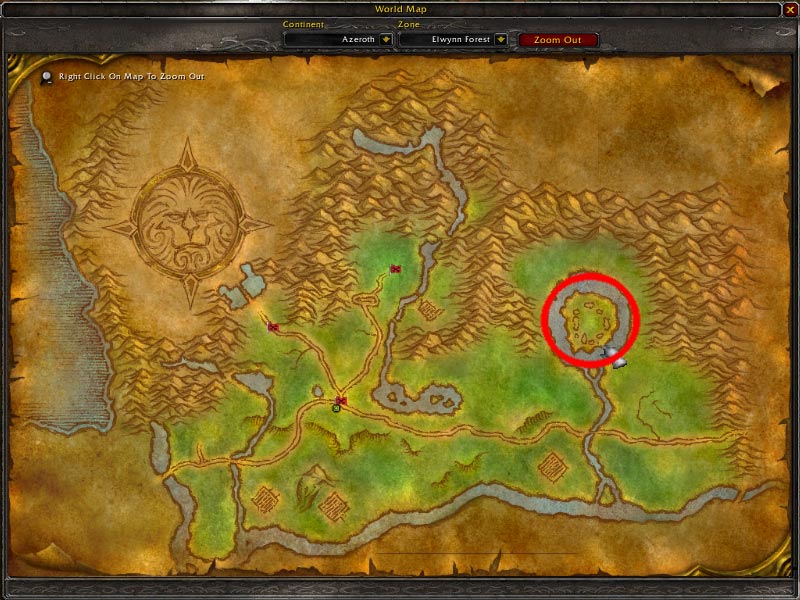 World Map
Continent Zone
Azeroth Elwynn Forest Zoom Out
Right Click On Map To Zoom Out